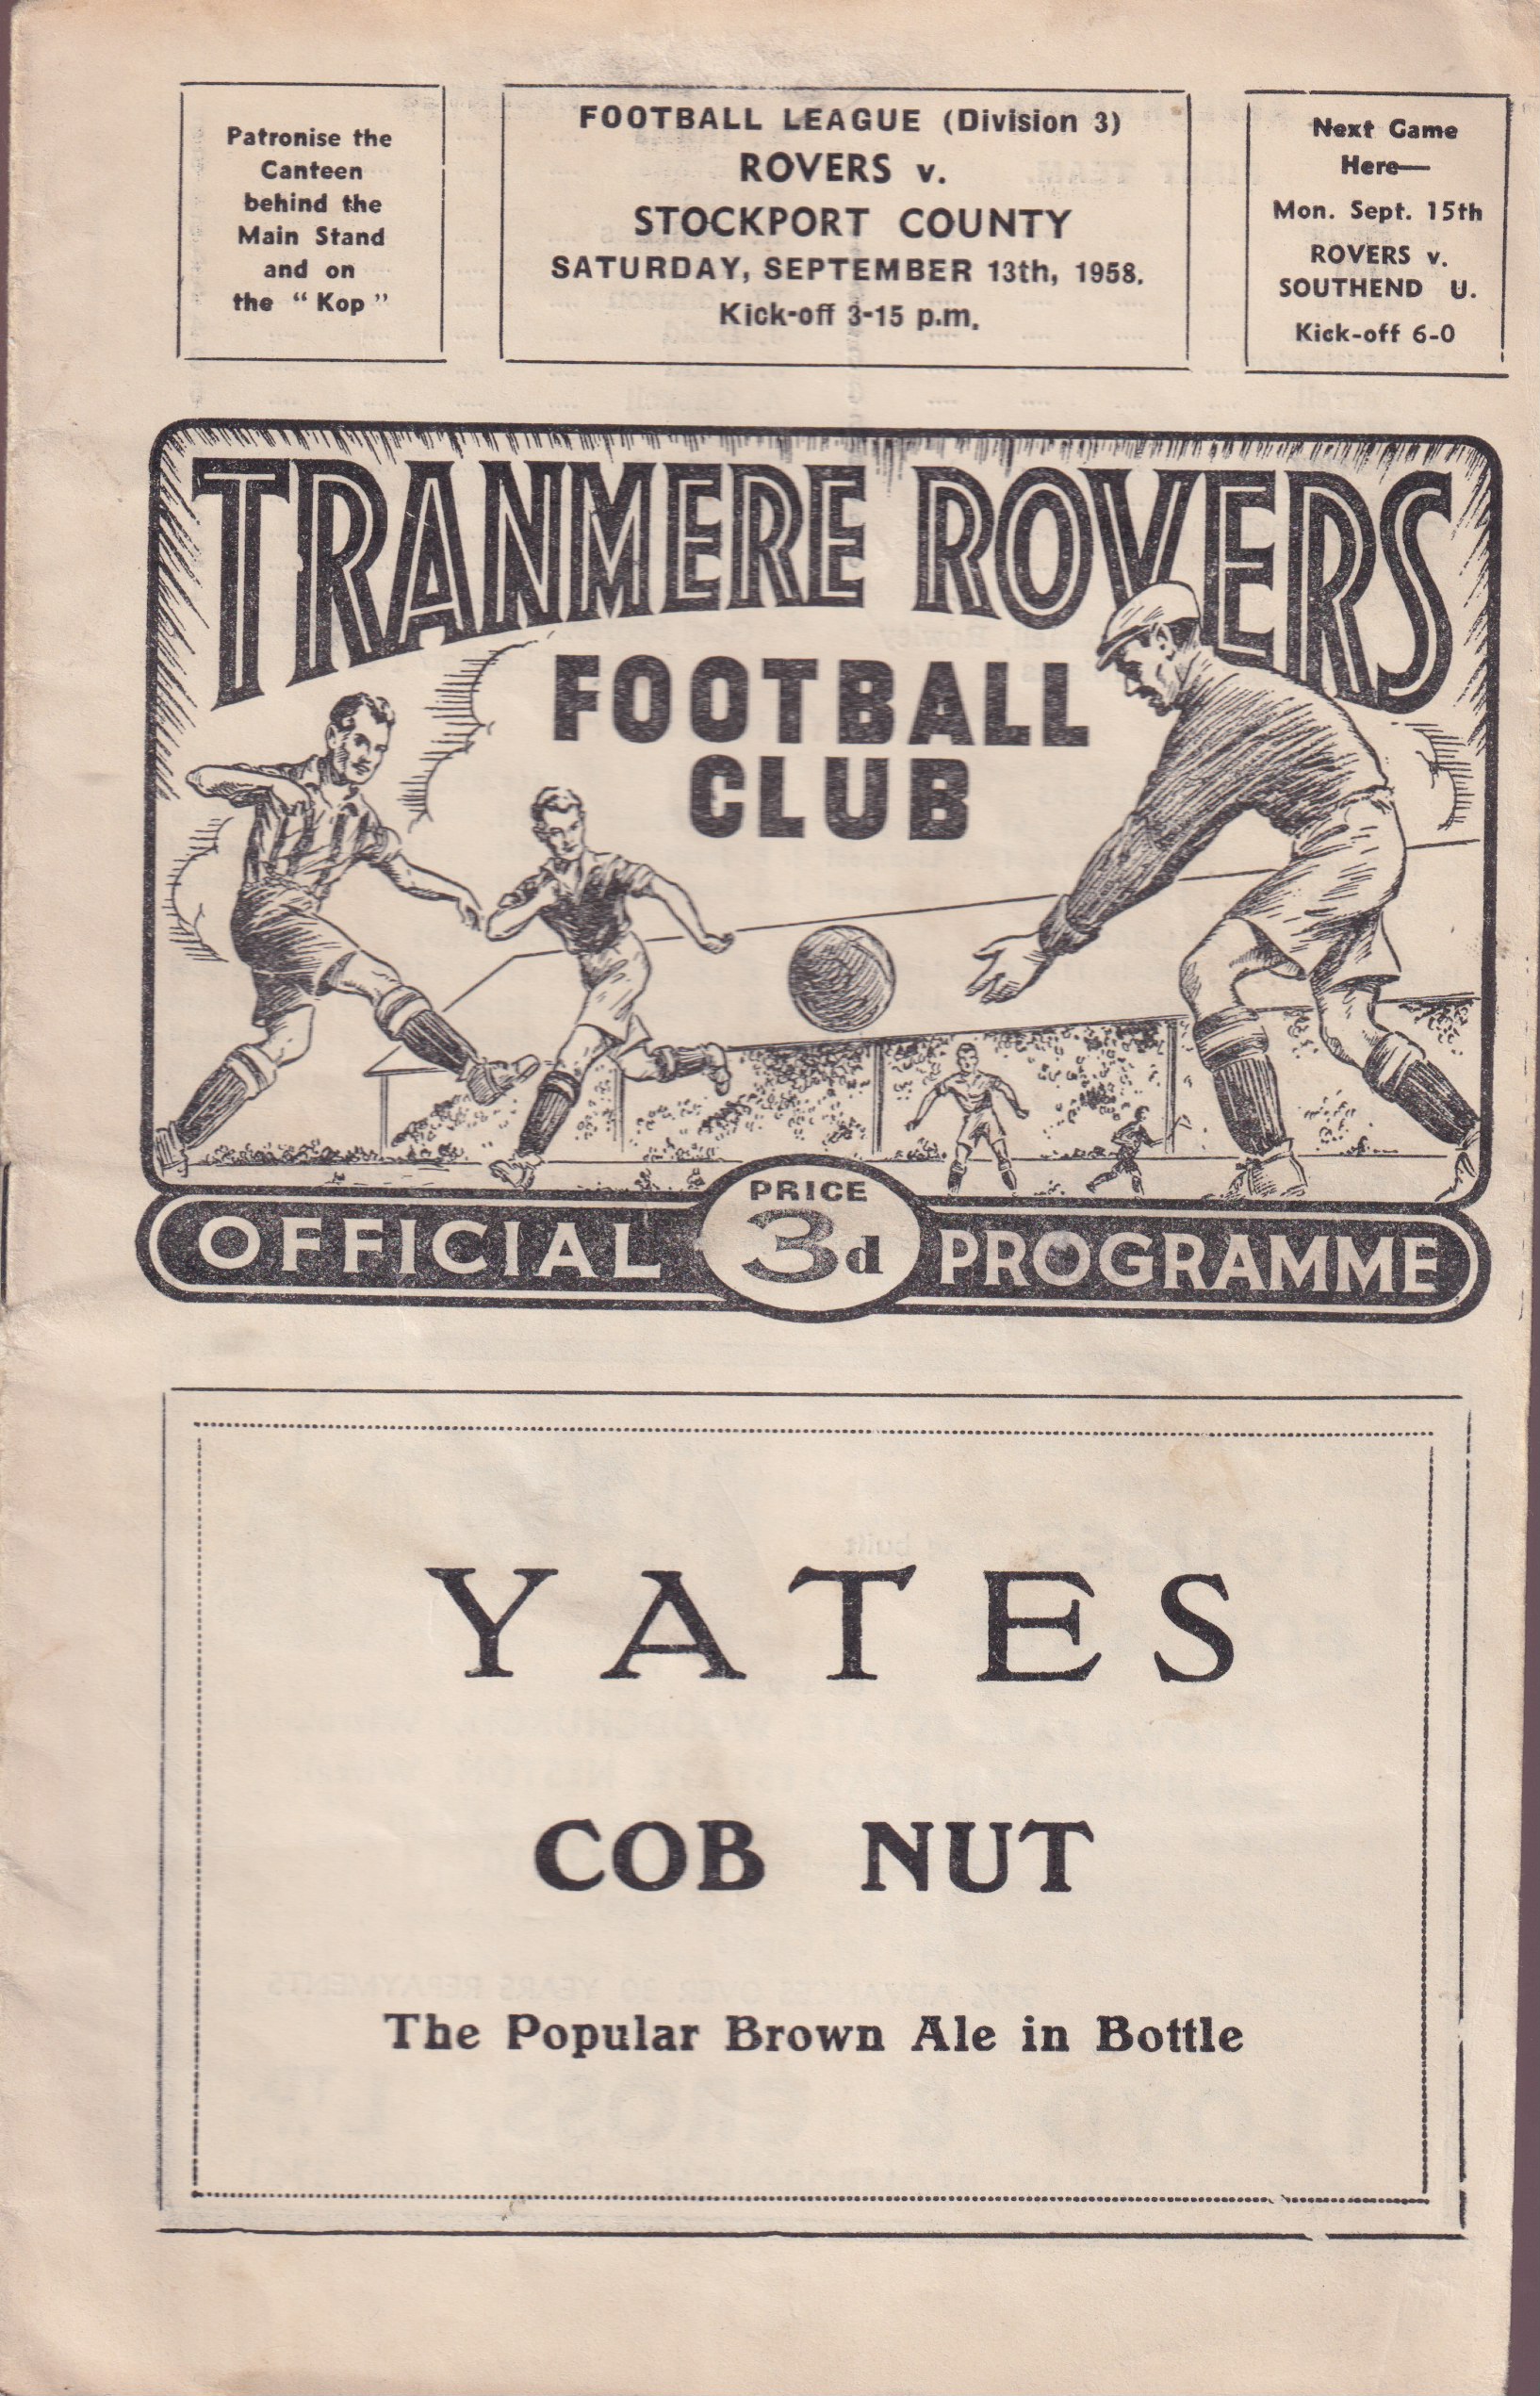 Patronise the
Canteen
behind the
Main Stand
and on
the "Kop"
FOOTBALL LEAGUE (Division 3)
ROVERS v.
STOCKPORT COUNTY
SATURDAY, SEPTEMBER 13th, 1958.
Kick-off 3-15 p.m.
Next Game
Here—
Mon. Sept. 15th
ROVERS v.
SOUTHEND U.
Kick-off 6-0
TRANMERE ROVERS
FOOTBALL
CLUB
OFFICIAL PRICE 3d PROGRAMME
YATES
COB NUT
The Popular Brown Ale in Bottle